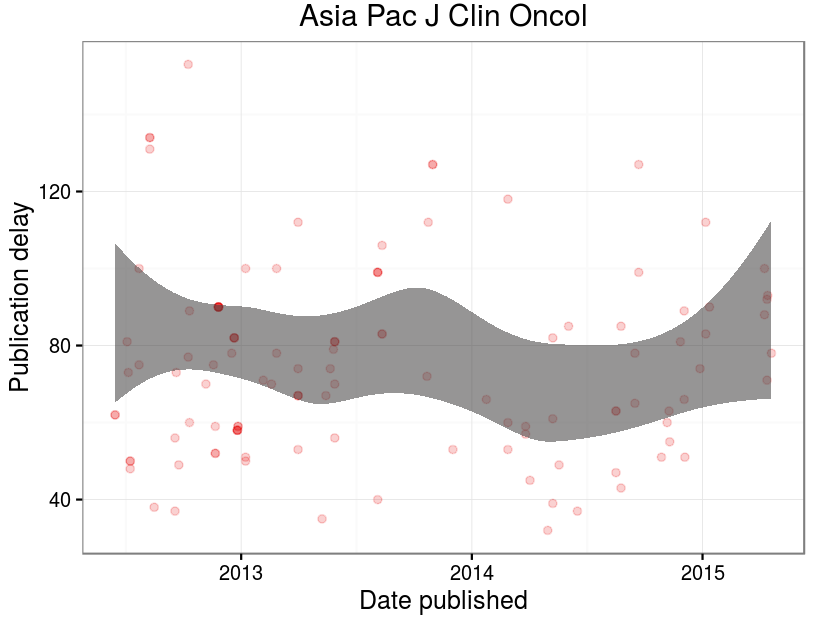 Asia Pac J Clin Oncol
Publication delay
120
80
40
2013 2014 2015
Date published